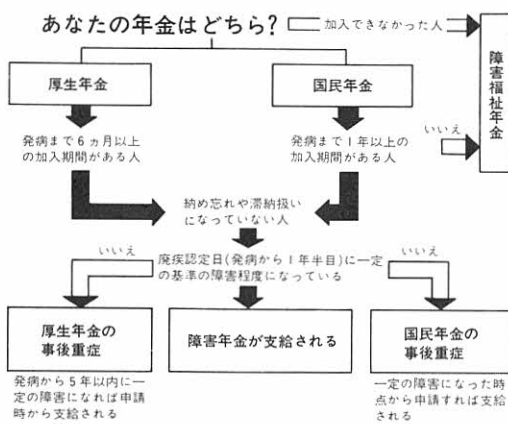 あなたの年金はどちら?
加入できなかった人
障害福祉年金
厚生年金
国民年金
発病まで6ヵ月以上
の加入期間がある人
発病まで1年以上の
加入期間がある人
いいえ
納め忘れや滞納扱い
になっていない人
いいえ
廃疾認定日(発病から1年半目)に一定
の基準の障害程度になっている
いいえ
厚生年金の
事後重症
障害年金が支給される
国民年金の
事後重症
発病から5年以内に一
定の障害になれば申請
時から支給される
一定の障害になった時
点から申請すれば支給
される